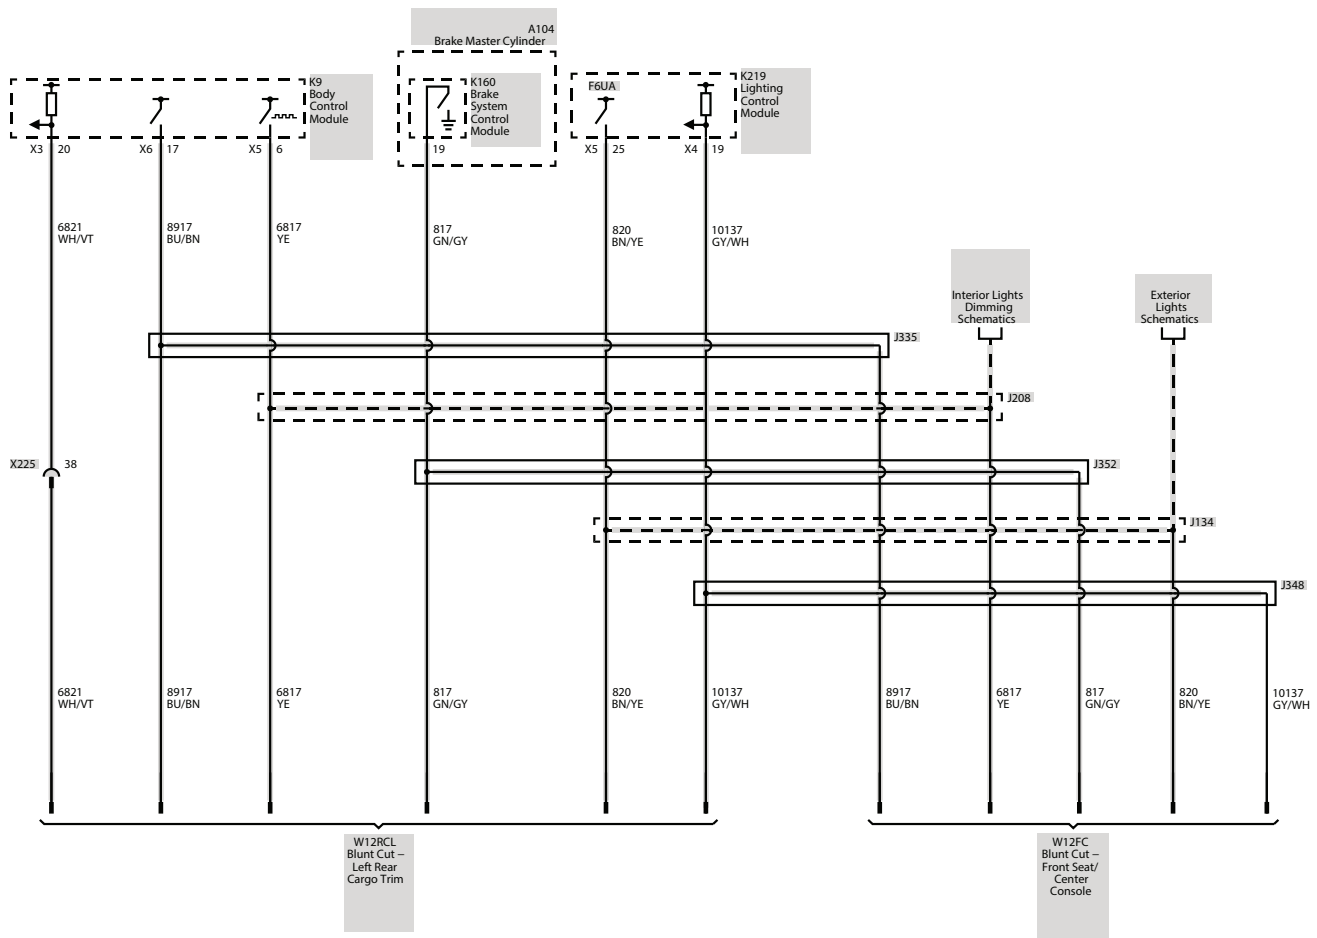 A104
Brake Master Cylinder
K9
Body
Control
Module
K160
Brake
System
Control
Module
F6UA
K219
Lighting
Control
Module
X3 20
X6 17
X5 6
19
X5 25
X4 19
6821
WH/VT
8917
BU/BN
6817
YE
817
GN/GY
820
BN/YE
10137
GY/WH
Interior Lights
Dimming
Schematics
Exterior
Lights
Schematics
J335
J208
X225 38
J352
J134
J348
6821
WH/VT
8917
BU/BN
6817
YE
817
GN/GY
820
BN/YE
10137
GY/WH
8917
BU/BN
6817
YE
817
GN/GY
820
BN/YE
10137
GY/WH
W12RCL
Blunt Cut –
Left Rear
Cargo Trim
W12FC
Blunt Cut –
Front Seat/
Center
Console